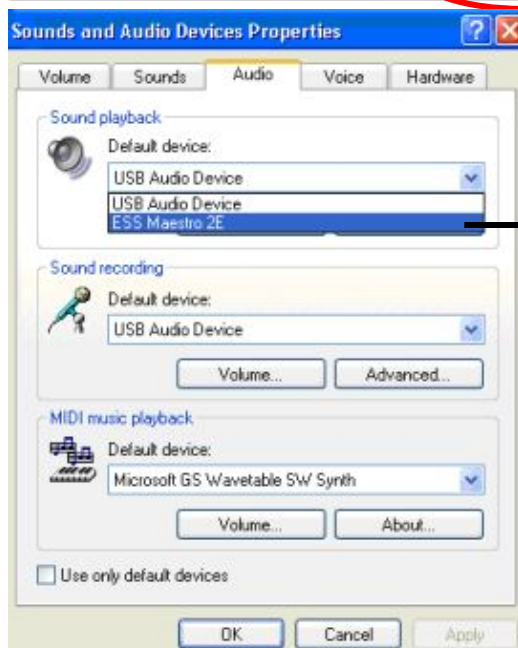 Sounds and Audio Devices Properties
Volume Sounds Audio Voice Hardware
Sound playback
Default device:
USB Audio Device
USB Audio Device
ESS Maestro 2E
Sound recording
Default device:
USB Audio Device
Volume... Advanced...
MIDI music playback
Default device:
Microsoft GS Wavetable SW Synth
Volume... About...
Use only default devices
OK Cancel Apply